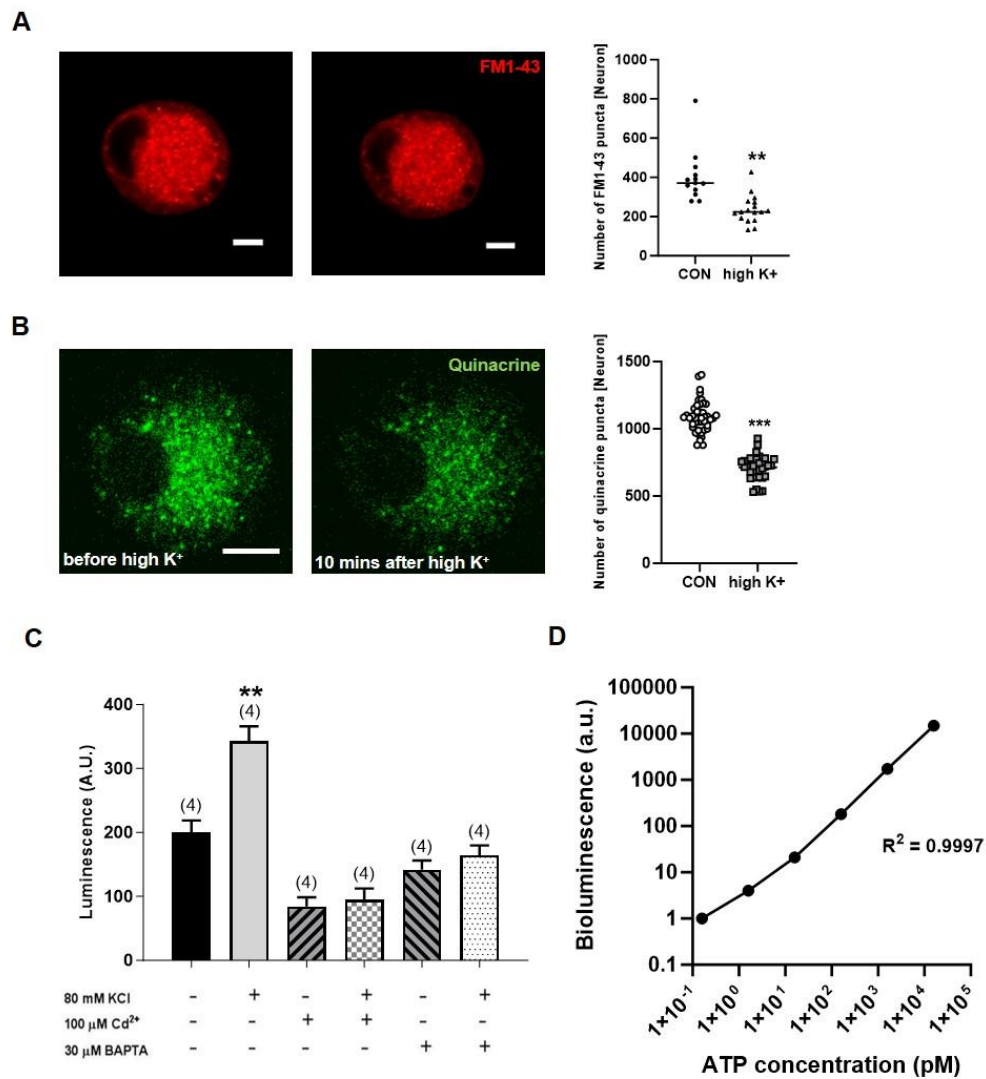 A
FM1-43
Number of FM1-43 puncta [Neuron]
1000
800
600
400
200
0
**
CON high K+
B
Quinacrine
before high K⁺
10 mins after high K⁺
Number of quinacrine puncta [Neuron]
1500
1000
500
0
***
CON high K+
C
Luminescence (A.U.)
400
300
200
100
0
(4)
**
(4)
(4)
(4)
(4)
(4)
80 mM KCl - + - + - +
100 µM Cd²⁺ - - + + - -
30 µM BAPTA - - - - + +
D
Bioluminescence (a.u.)
100000
10000
1000
100
10
1
0.1
R² = 0.9997
1×10⁻¹
1×10⁰
1×10¹
1×10²
1×10³
1×10⁴
1×10⁵
ATP concentration (pM)